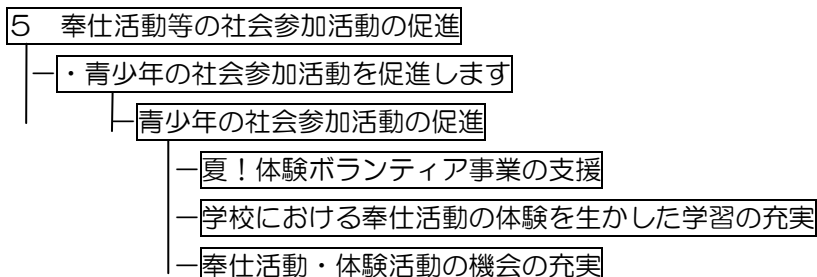 5 奉仕活動等の社会参加活動の促進
・青少年の社会参加活動を促進します
青少年の社会参加活動の促進
夏！体験ボランティア事業の支援
学校における奉仕活動の体験を生かした学習の充実
奉仕活動・体験活動の機会の充実